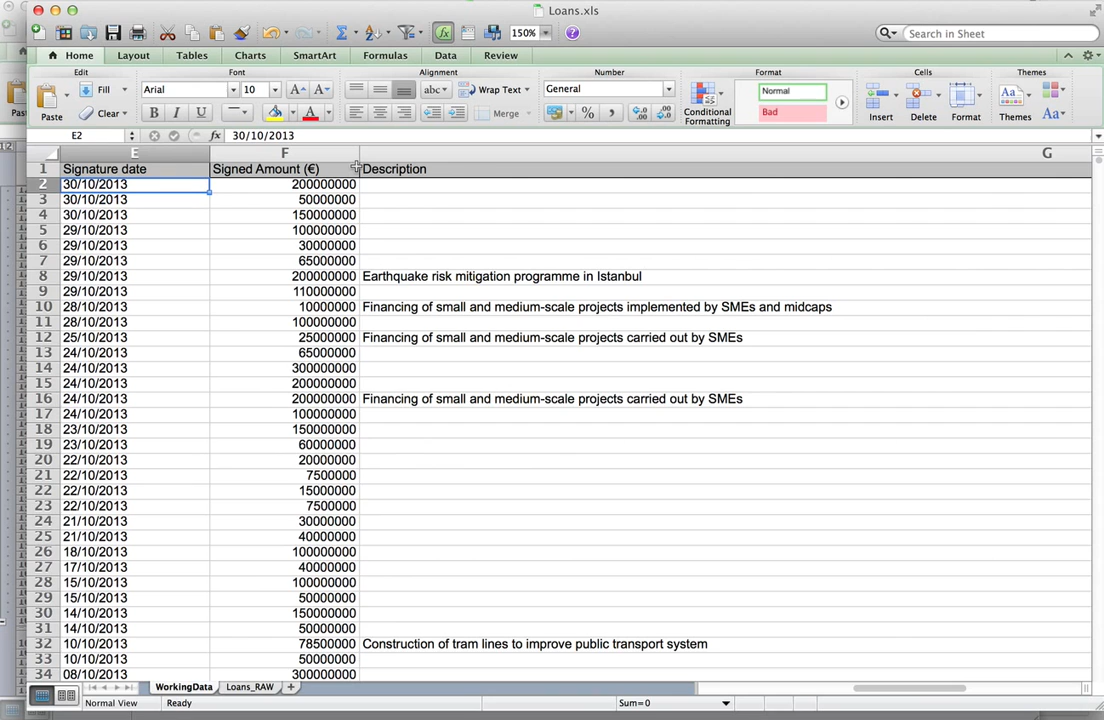 Loans.xls
150%
Search in Sheet
Home Layout Tables Charts SmartArt Formulas Data Review
Edit Font Alignment Number Format Cells Themes
Paste Fill Clear
Arial 10
B I U A A
abc Wrap Text Merge
General
%
Conditional Formatting
Normal
Bad
Insert Delete Format Themes Aa
E2 fx 30/10/2013
E F G
1 Signature date Signed Amount (€) Description
2 30/10/2013 200000000
3 30/10/2013 50000000
4 30/10/2013 150000000
5 29/10/2013 100000000
6 29/10/2013 30000000
7 29/10/2013 65000000
8 29/10/2013 200000000 Earthquake risk mitigation programme in Istanbul
9 29/10/2013 110000000
10 28/10/2013 10000000 Financing of small and medium-scale projects implemented by SMEs and midcaps
11 28/10/2013 100000000
12 25/10/2013 25000000 Financing of small and medium-scale projects carried out by SMEs
13 24/10/2013 65000000
14 24/10/2013 300000000
15 24/10/2013 200000000
16 24/10/2013 200000000 Financing of small and medium-scale projects carried out by SMEs
17 24/10/2013 100000000
18 23/10/2013 150000000
19 23/10/2013 60000000
20 22/10/2013 20000000
21 22/10/2013 7500000
22 22/10/2013 15000000
23 22/10/2013 7500000
24 21/10/2013 30000000
25 21/10/2013 40000000
26 18/10/2013 100000000
27 17/10/2013 40000000
28 15/10/2013 100000000
29 15/10/2013 50000000
30 14/10/2013 150000000
31 14/10/2013 50000000
32 10/10/2013 78500000 Construction of tram lines to improve public transport system
33 10/10/2013 50000000
34 08/10/2013 300000000
WorkingData Loans_RAW
Normal View Ready Sum=0